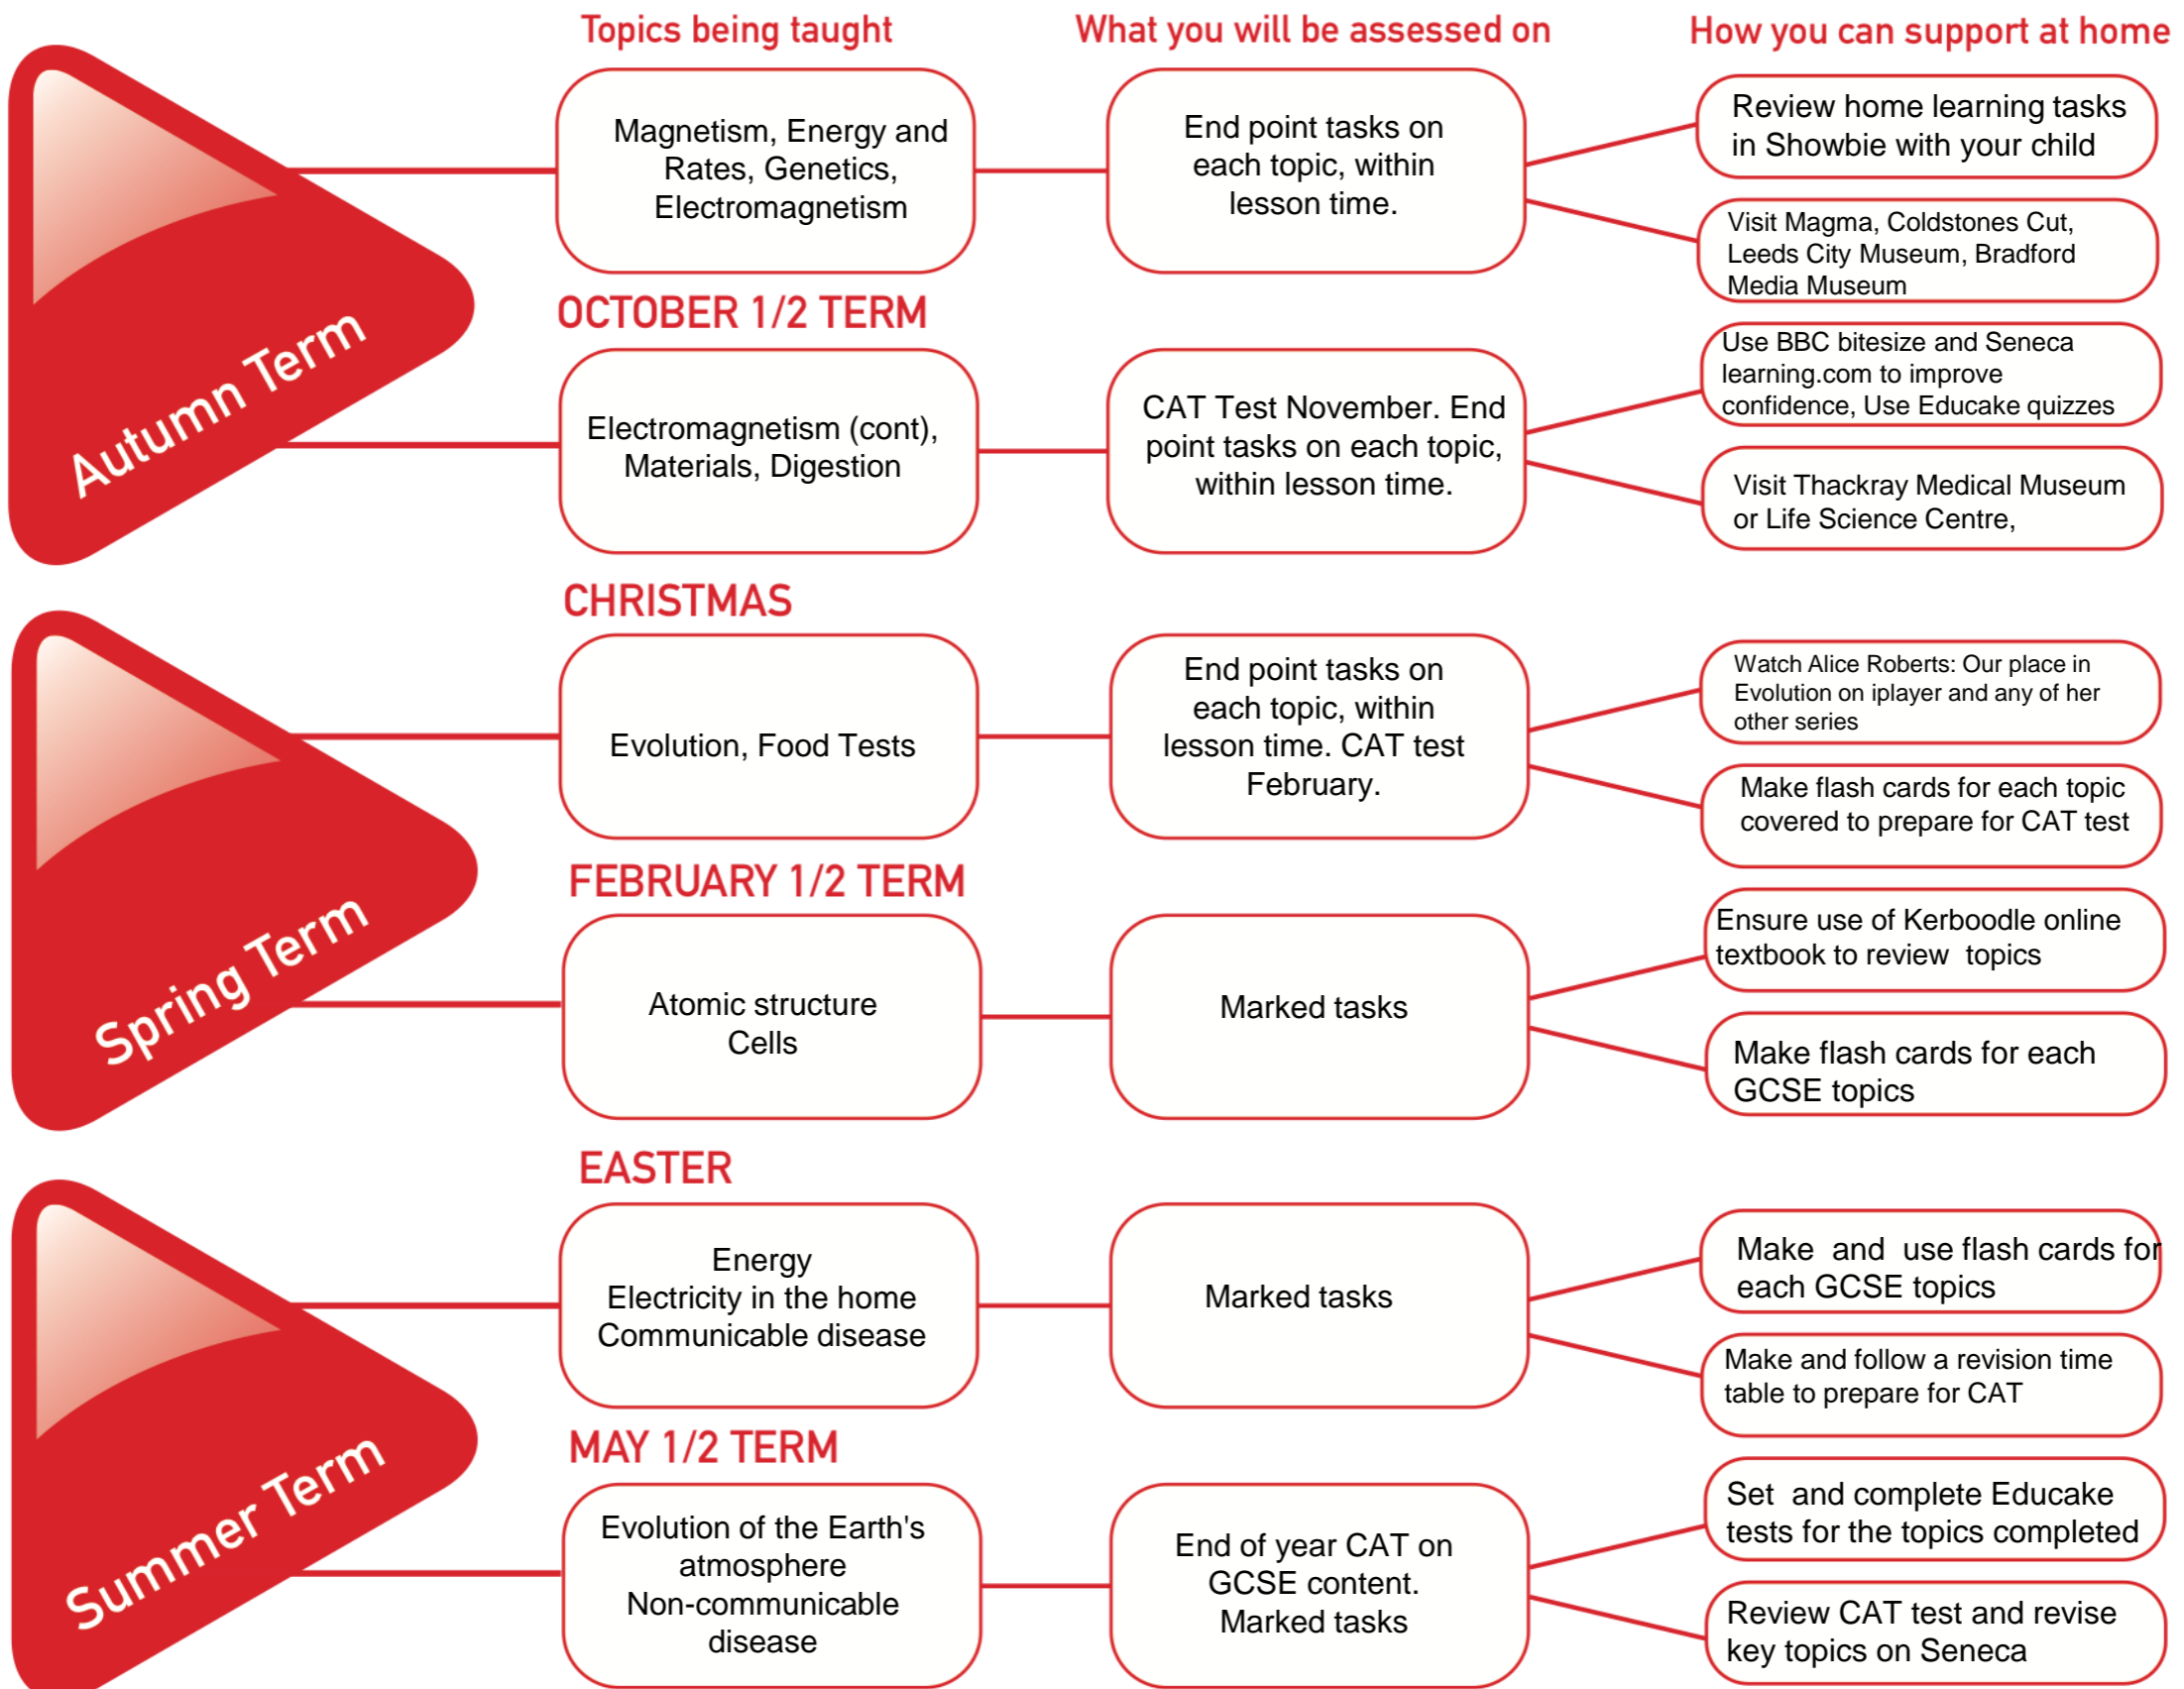 Topics being taught
What you will be assessed on
How you can support at home
Autumn Term
Magnetism, Energy and
Rates, Genetics,
Electromagnetism
End point tasks on
each topic, within
lesson time.
Review home learning tasks
in Showbie with your child
Visit Magma, Coldstones Cut,
Leeds City Museum, Bradford
Media Museum
OCTOBER 1/2 TERM
Electromagnetism (cont),
Materials, Digestion
CAT Test November. End
point tasks on each topic,
within lesson time.
Use BBC bitesize and Seneca
learning.com to improve
confidence, Use Educake quizzes
Visit Thackray Medical Museum
or Life Science Centre,
CHRISTMAS
Spring Term
Evolution, Food Tests
End point tasks on
each topic, within
lesson time. CAT test
February.
Watch Alice Roberts: Our place in
Evolution on iplayer and any of her
other series
Make flash cards for each topic
covered to prepare for CAT test
FEBRUARY 1/2 TERM
Atomic structure
Cells
Marked tasks
Ensure use of Kerboodle online
textbook to review  topics
Make flash cards for each
GCSE topics
EASTER
Summer Term
Energy
Electricity in the home
Communicable disease
Marked tasks
Make  and  use flash cards for
each GCSE topics
Make and follow a revision time
table to prepare for CAT
MAY 1/2 TERM
Evolution of the Earth's
atmosphere
Non-communicable
disease
End of year CAT on
GCSE content.
Marked tasks
Set  and complete Educake
tests for the topics completed
Review CAT test and revise
key topics on Seneca